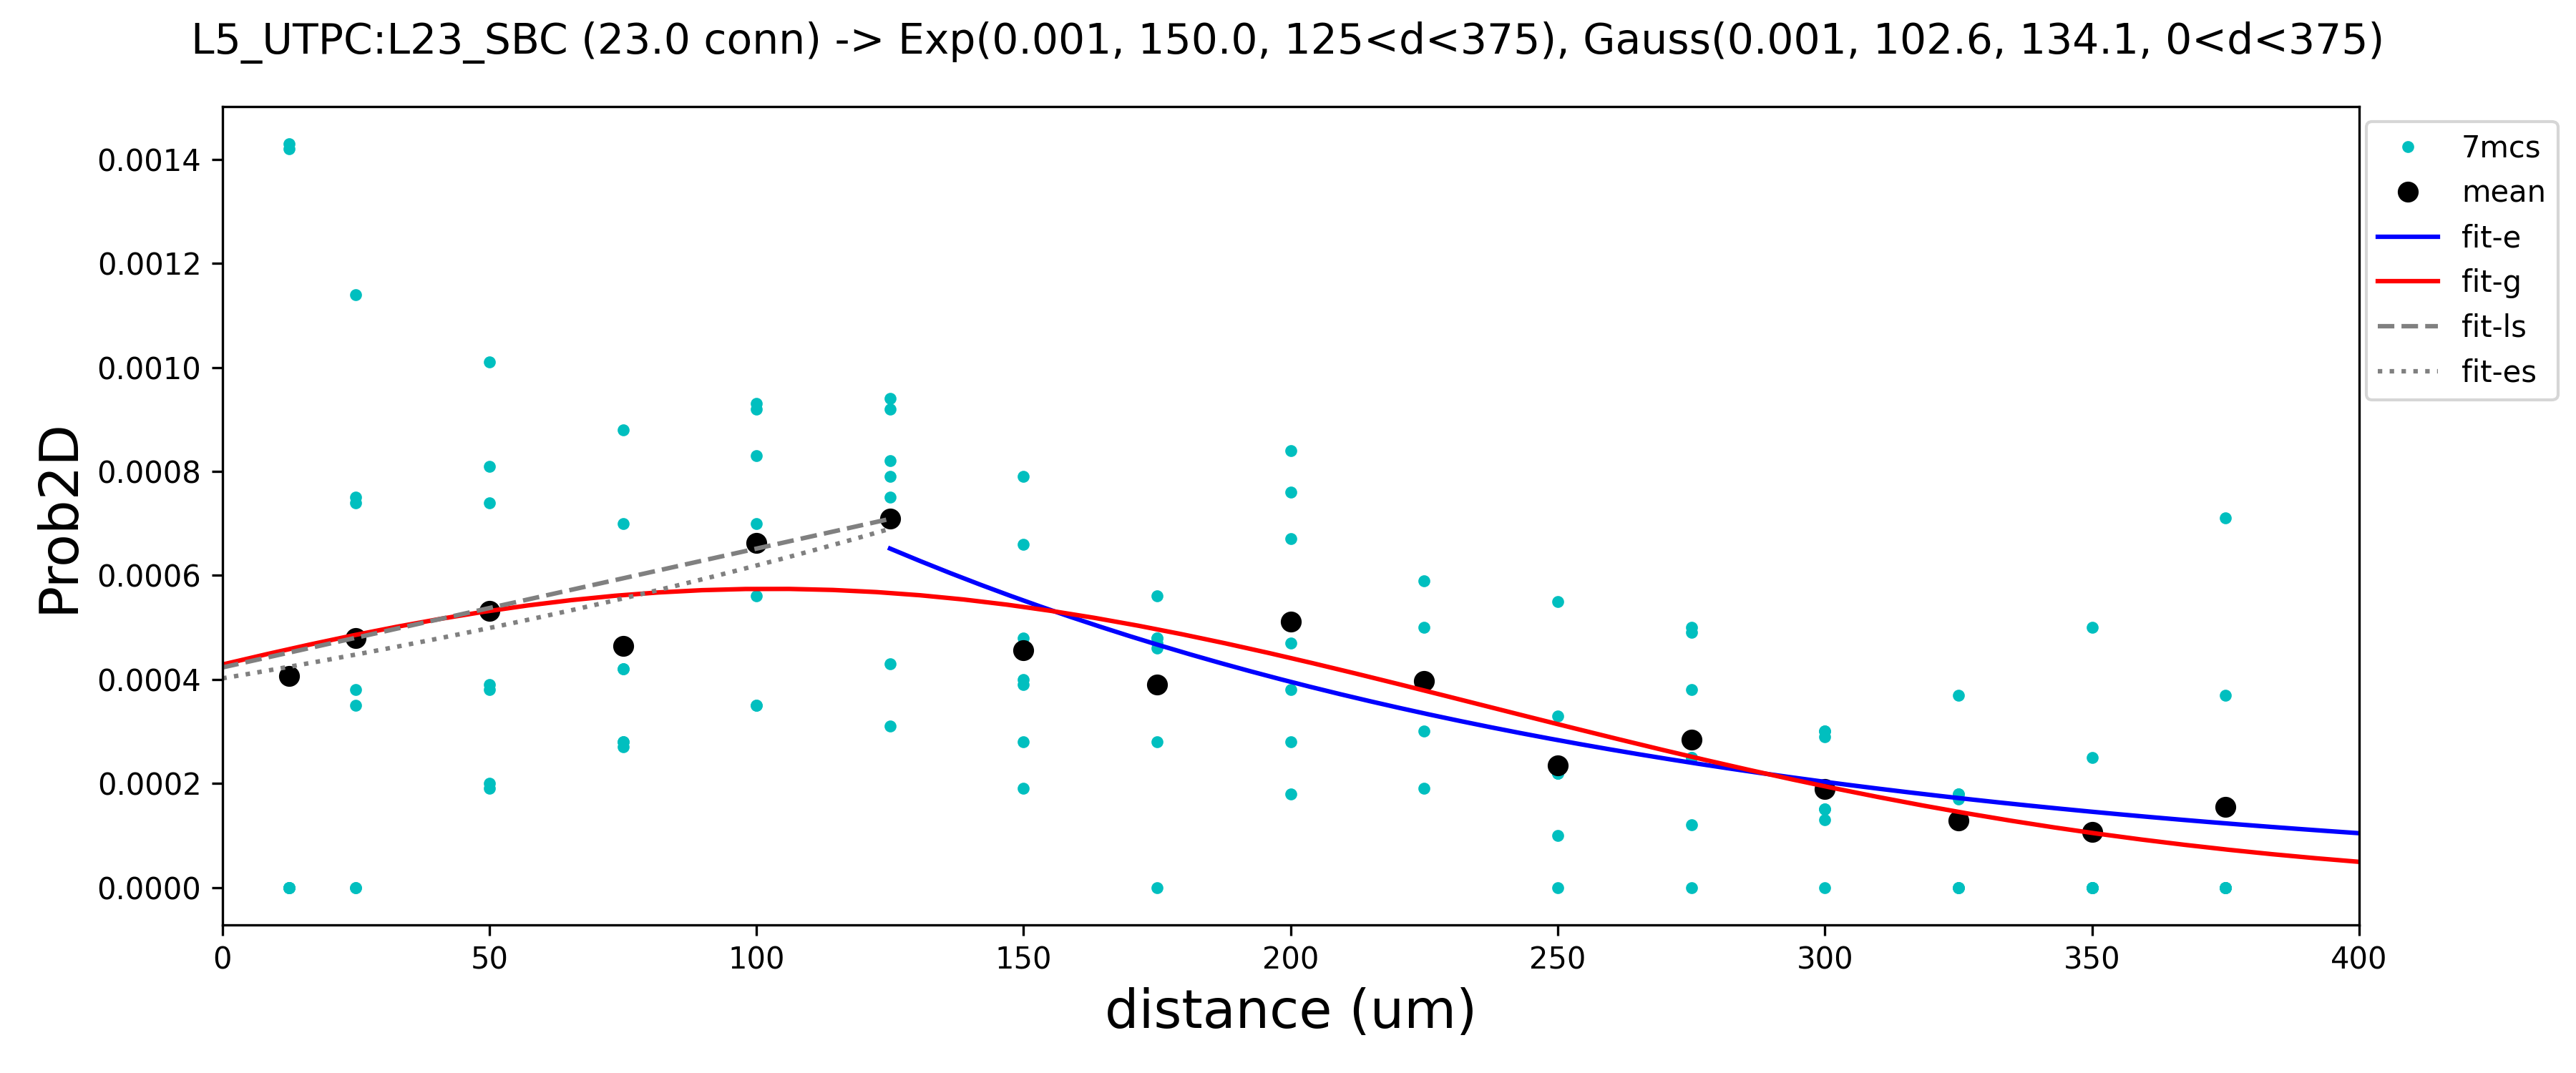 L5_UTPC:L23_SBC (23.0 conn) -> Exp(0.001, 150.0, 125<d<375), Gauss(0.001, 102.6, 134.1, 0<d<375)
0.0014
0.0012
0.0010
0.0008
0.0006
0.0004
0.0002
0.0000
Prob2D
0
50
100
150
200
250
300
350
400
distance (um)
7mcs
mean
fit-e
fit-g
fit-ls
fit-es